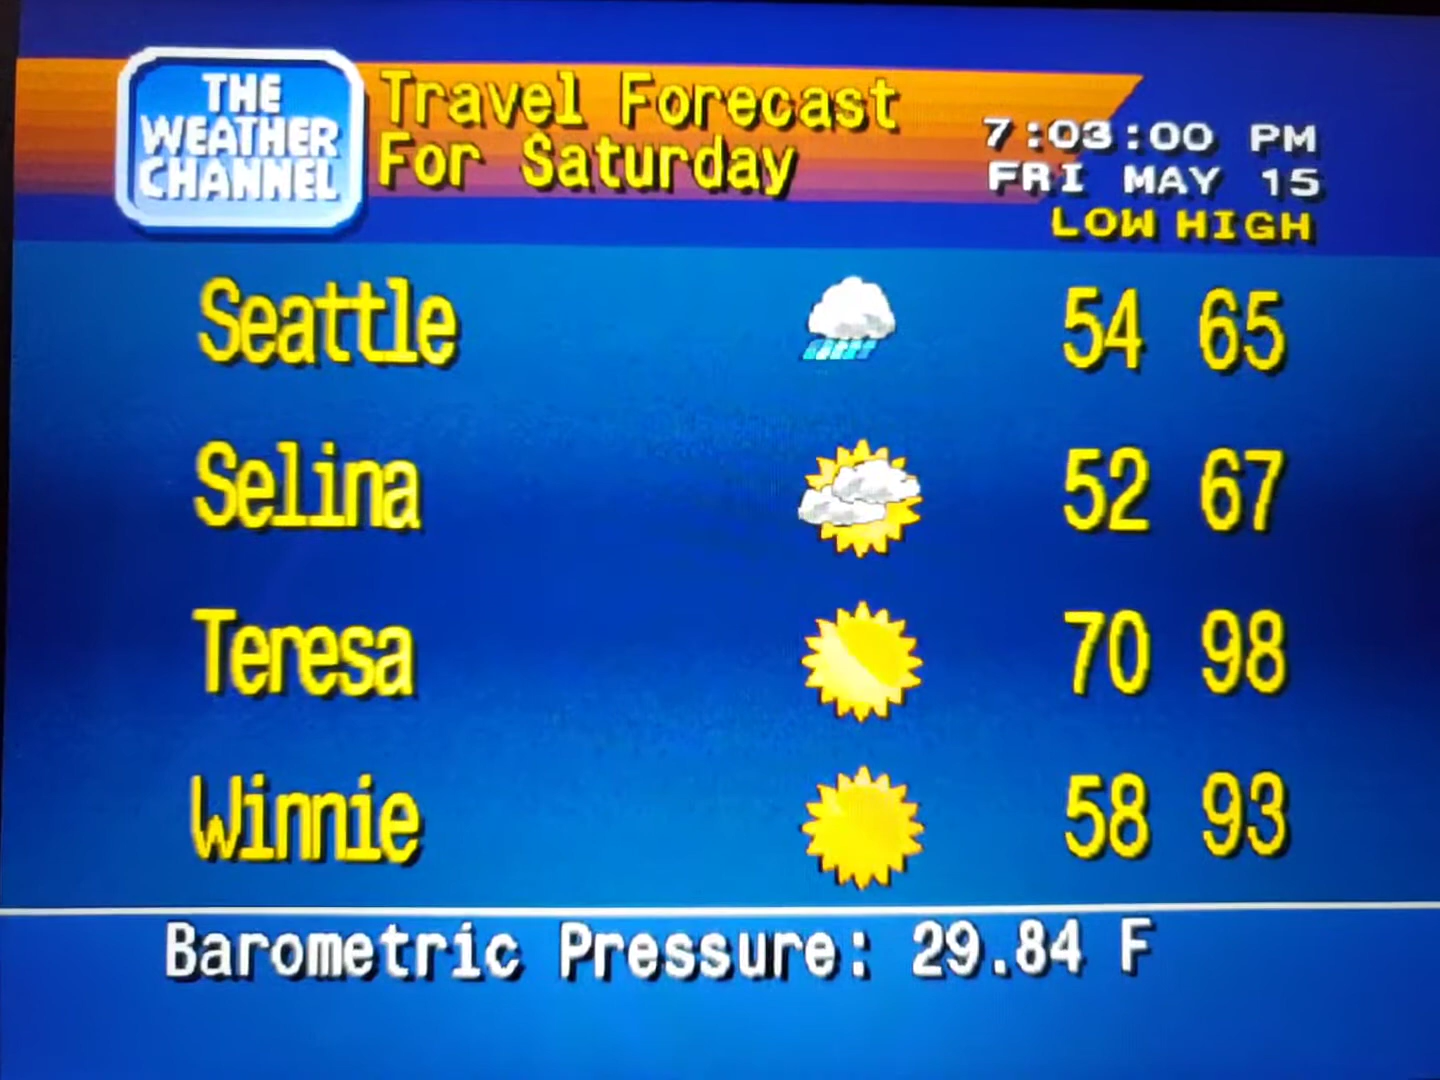 THE
WEATHER
CHANNEL
Travel Forecast
For Saturday
7:03:00 PM
FRI MAY 15
LOW HIGH
Seattle 54 65
Selina 52 67
Teresa 70 98
Winnie 58 93
Barometric Pressure: 29.84 F